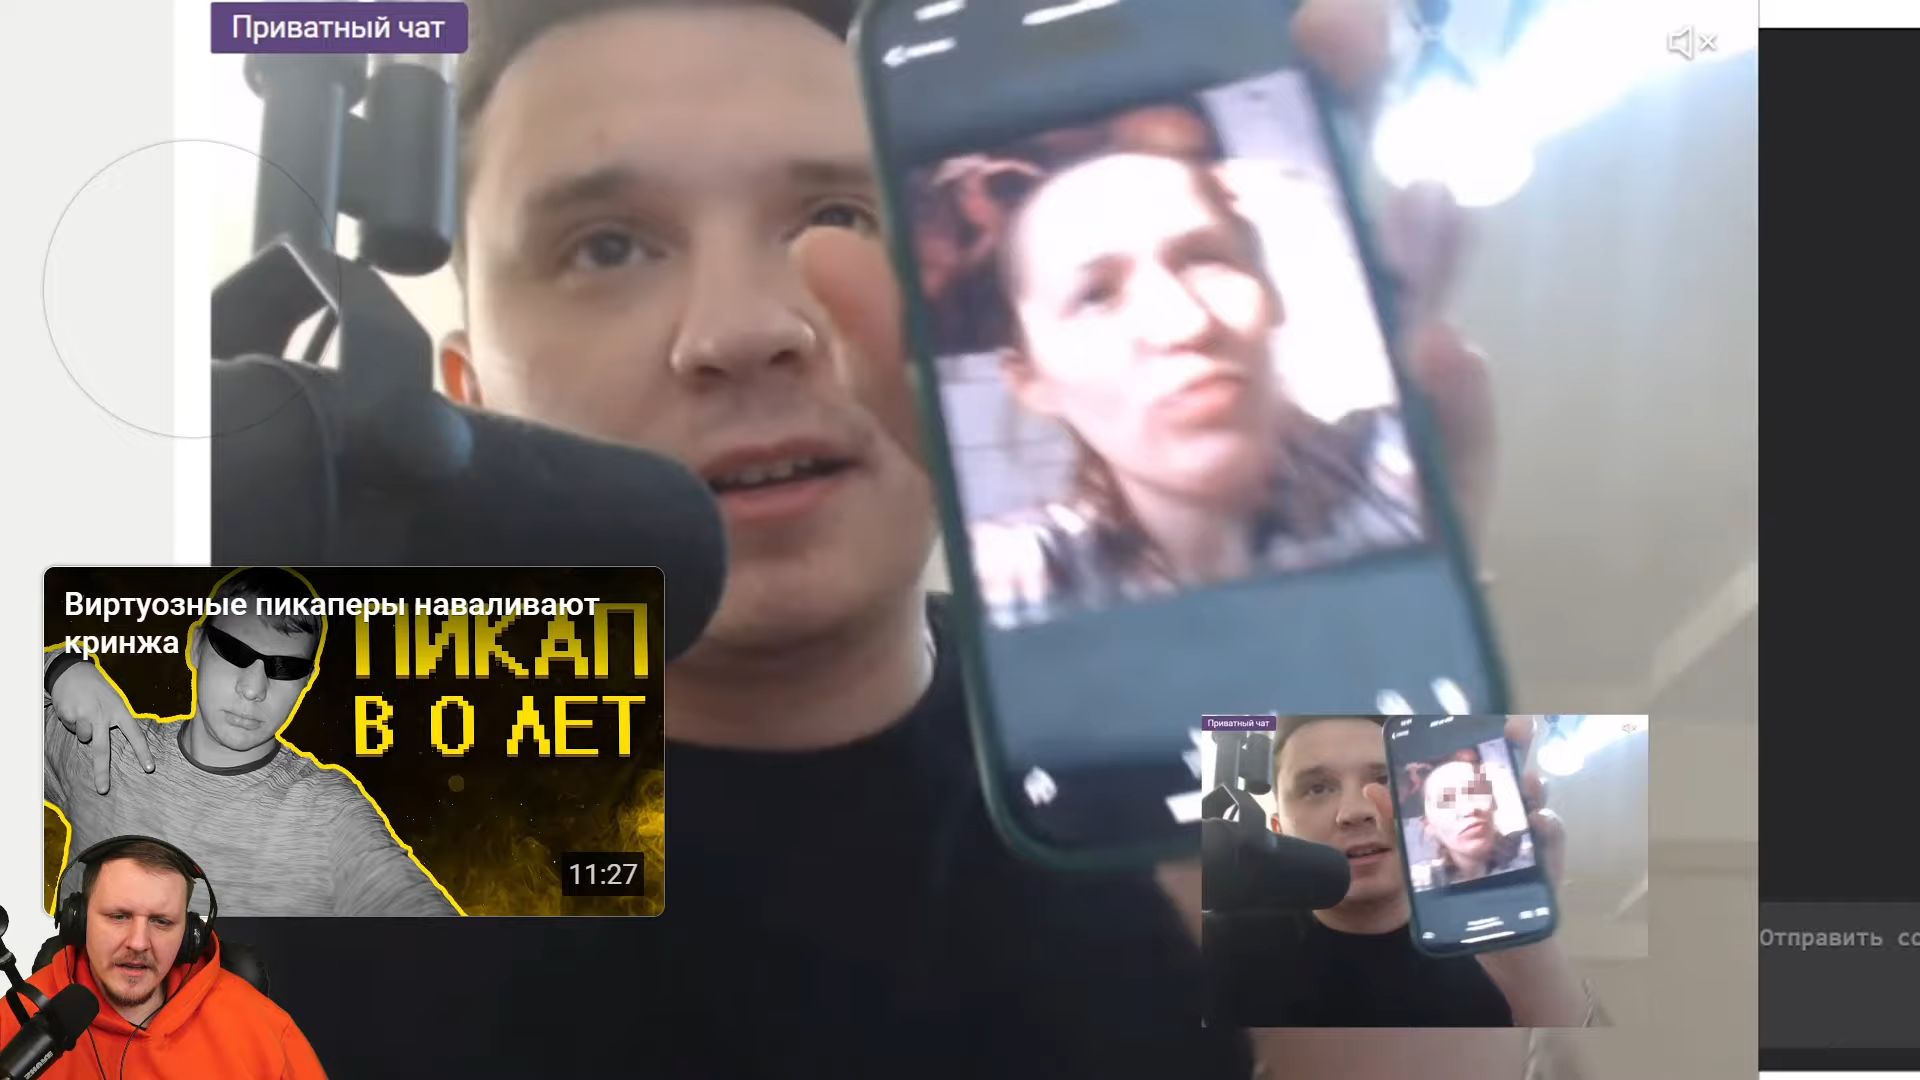 Приватный чат
Виртуозные пикаперы наваливают
кринжа
ПИКАП
В 0 ЛЕТ
11:27
Приватный чат
Отправить со